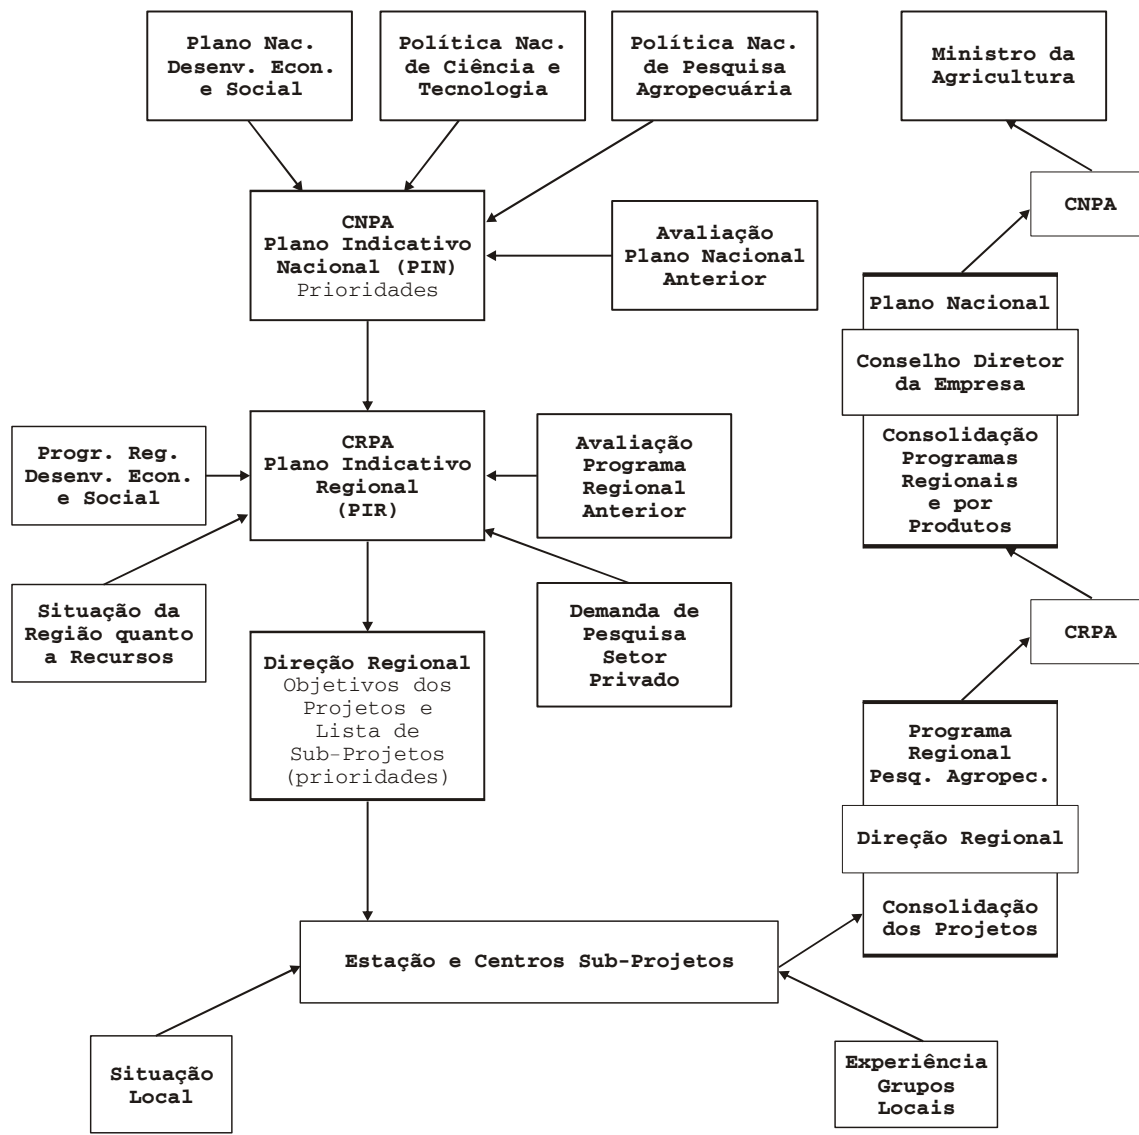 Plano Nac.
Desenv. Econ.
e Social
Política Nac.
de Ciência e
Tecnologia
Política Nac.
de Pesquisa
Agropecuária
Ministro da
Agricultura
CNPA
CNPA
Plano Indicativo
Nacional (PIN)
Prioridades
Avaliação
Plano Nacional
Anterior
Plano Nacional
Conselho Diretor
da Empresa
Consolidação
Programas
Regionais
e por
Produtos
Progr. Reg.
Desenv. Econ.
e Social
CRPA
Plano Indicativo
Regional
(PIR)
Avaliação
Programa
Regional
Anterior
Situação da
Região quanto
a Recursos
Demanda de
Pesquisa
Setor
Privado
CRPA
Direção Regional
Objetivos dos
Projetos e
Lista de
Sub-Projetos
(prioridades)
Programa
Regional
Pesq. Agropec.
Direção Regional
Consolidação
dos Projetos
Estação e Centros Sub-Projetos
Situação
Local
Experiência
Grupos
Locais